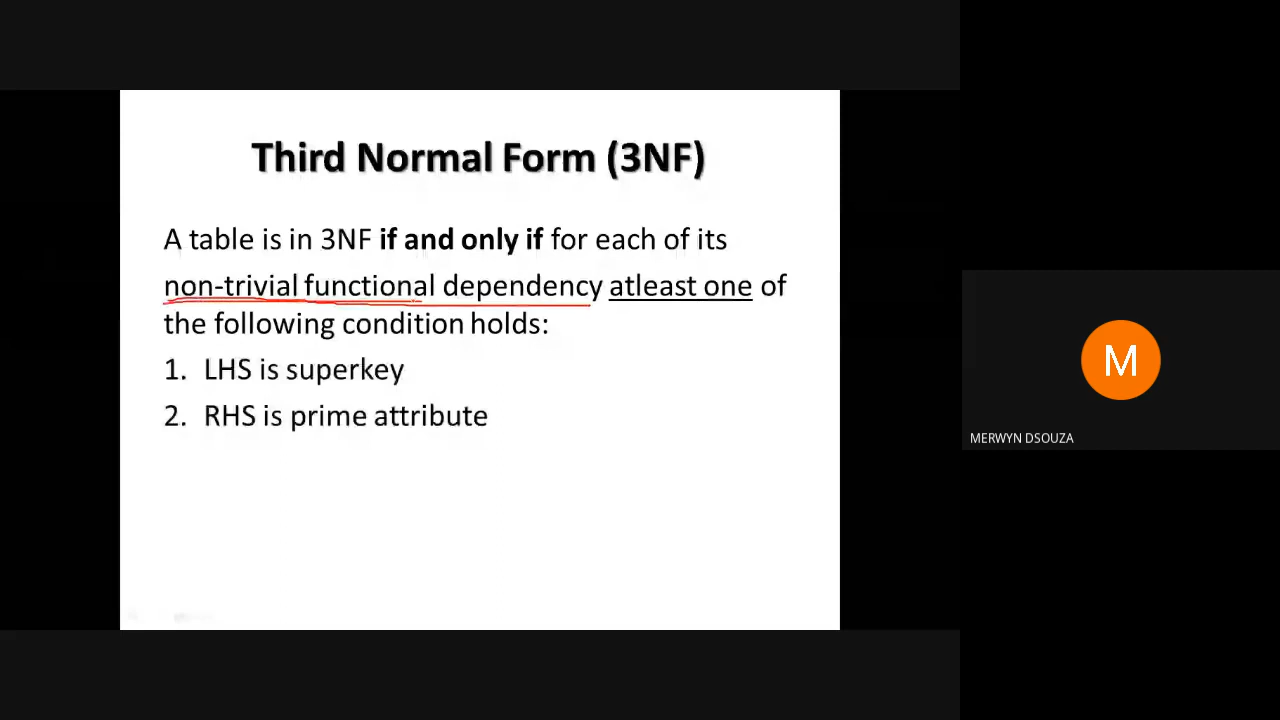 Third Normal Form (3NF)
A table is in 3NF if and only if for each of its
non-trivial functional dependency atleast one of
the following condition holds:
1. LHS is superkey
2. RHS is prime attribute
M
MERWYN DSOUZA